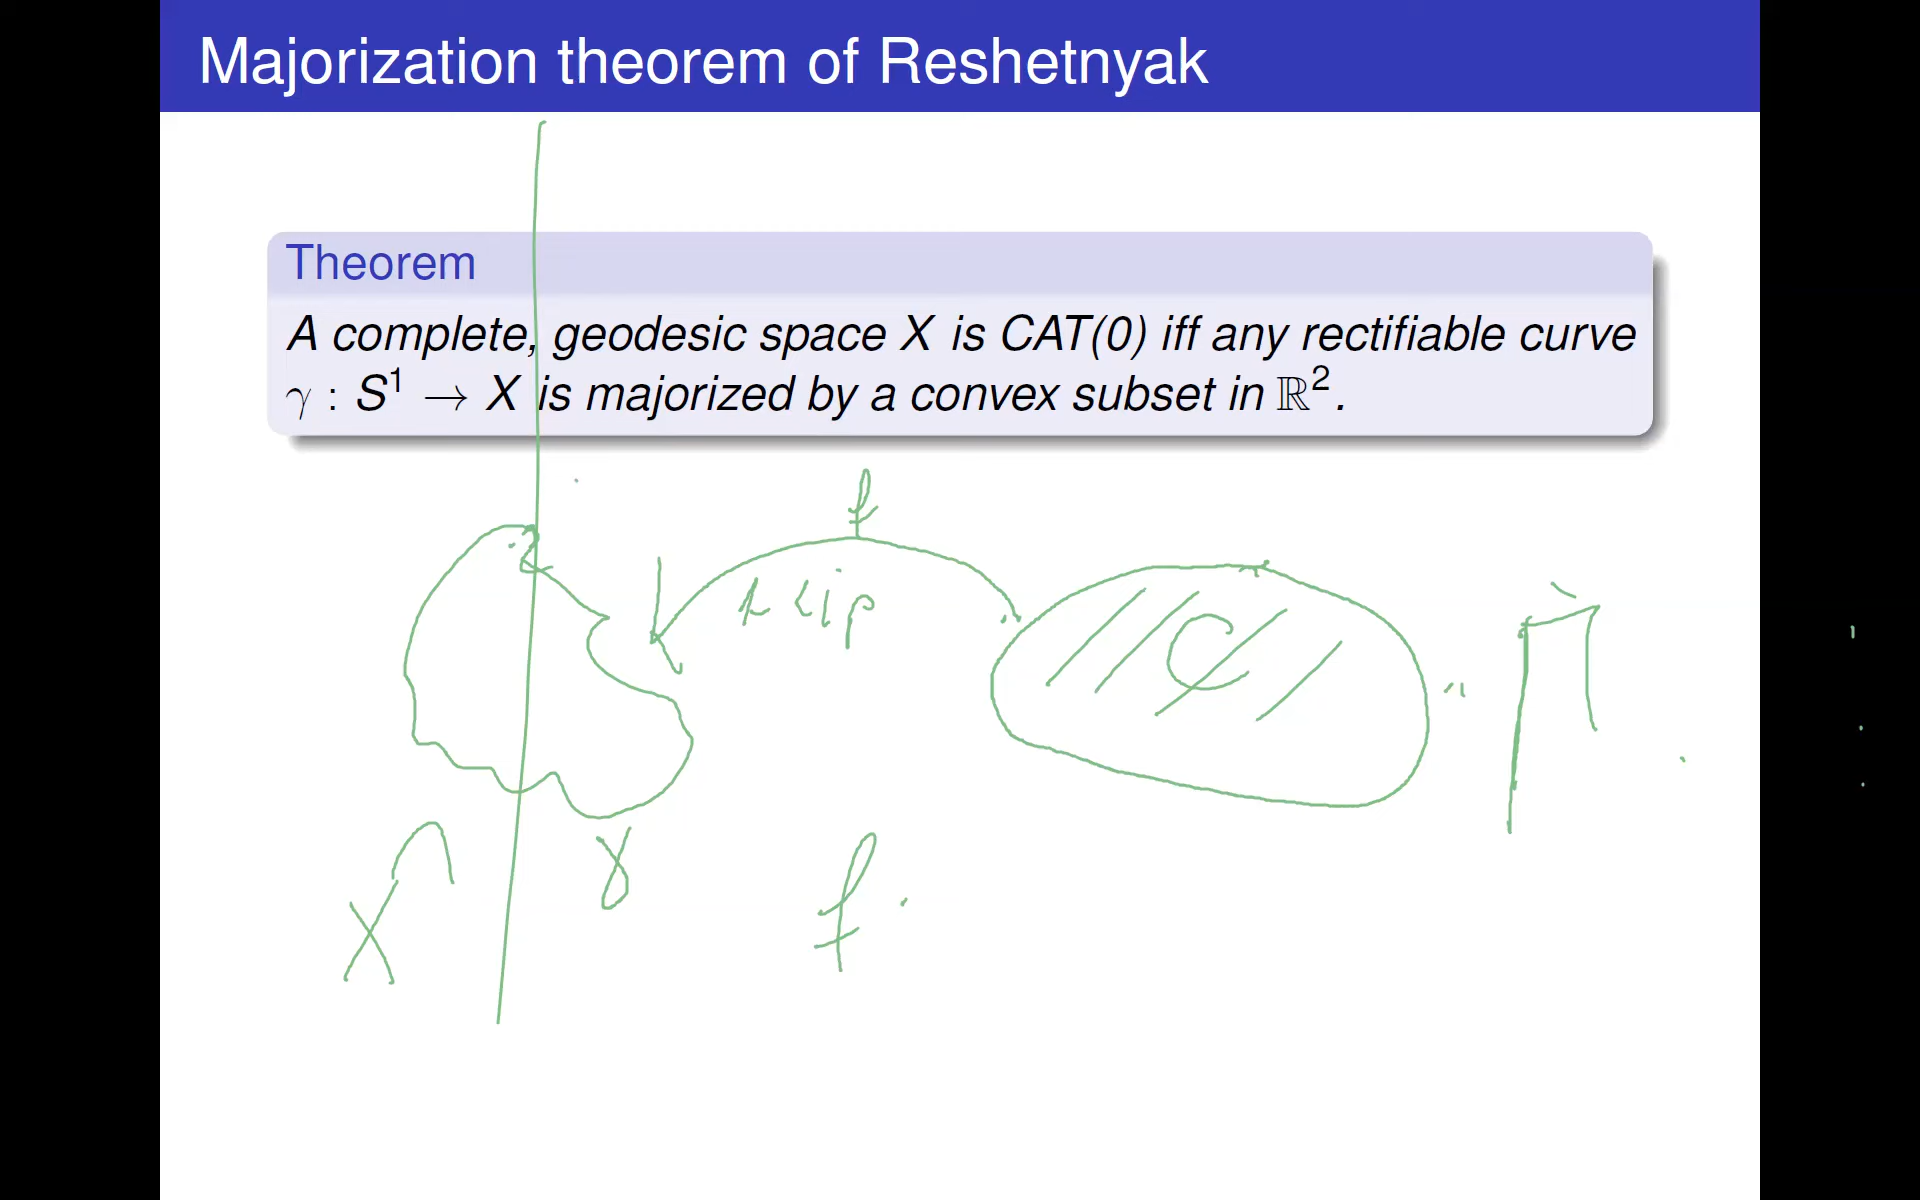 Majorization theorem of Reshetnyak
Theorem
A complete, geodesic space X is CAT(0) iff any rectifiable curve
γ : S¹ → X is majorized by a convex subset in ℝ².
f
Lip
C
γ
X
f